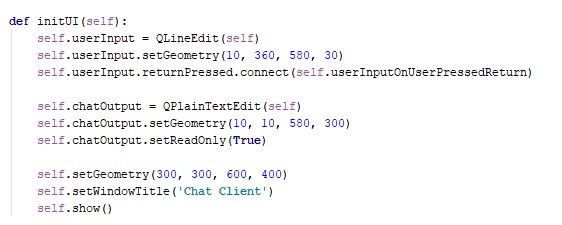 def initUI(self):
    self.userInput = QLineEdit(self)
    self.userInput.setGeometry(10, 360, 580, 30)
    self.userInput.returnPressed.connect(self.userInputOnUserPressedReturn)

    self.chatOutput = QPlainTextEdit(self)
    self.chatOutput.setGeometry(10, 10, 580, 300)
    self.chatOutput.setReadOnly(True)

    self.setGeometry(300, 300, 600, 400)
    self.setWindowTitle('Chat Client')
    self.show()